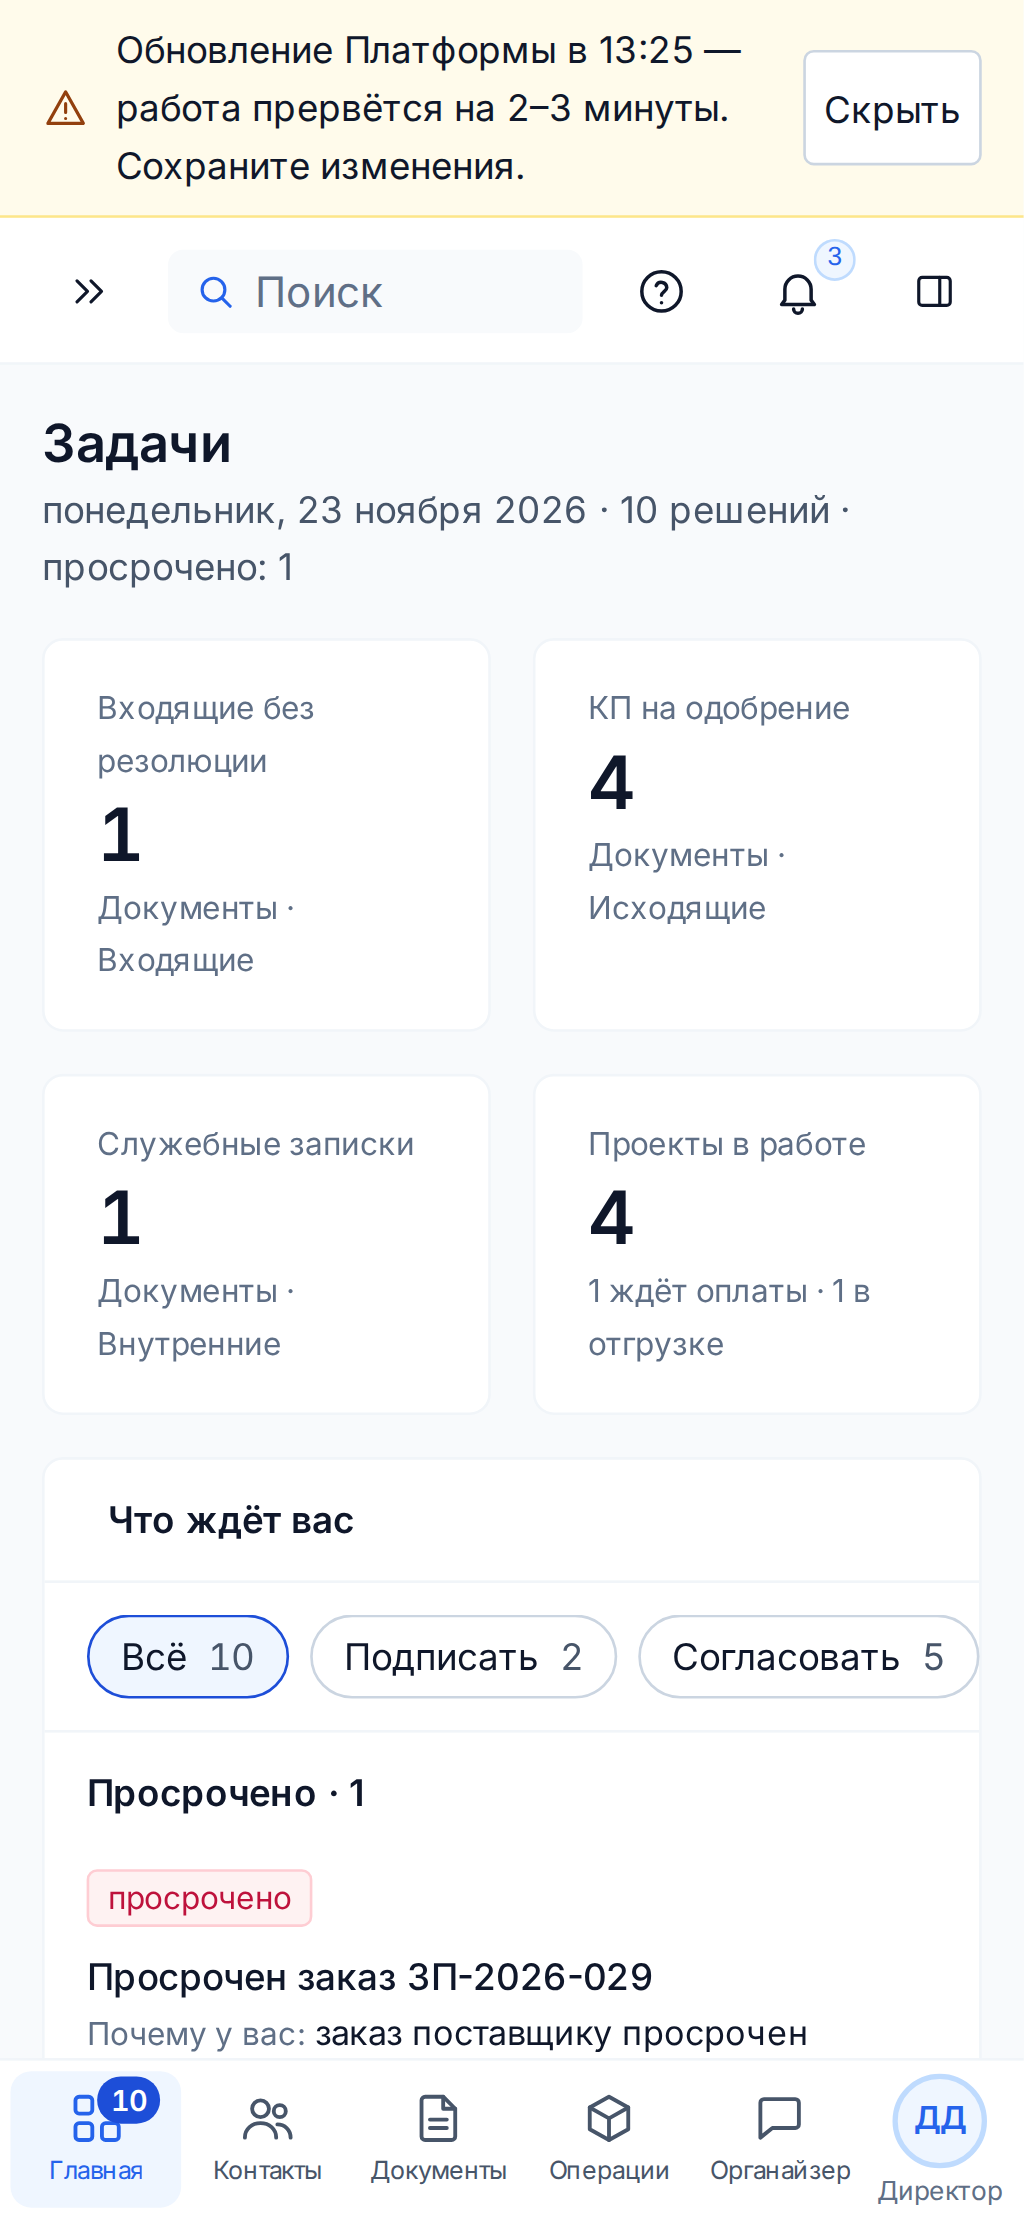 Обновление Платформы в 13:25 —
работа прервётся на 2–3 минуты.
Сохраните изменения.
Скрыть
Поиск
3
Задачи
понедельник, 23 ноября 2026 · 10 решений ·
просрочено: 1
Входящие без
резолюции
1
Документы ·
Входящие
КП на одобрение
4
Документы ·
Исходящие
Служебные записки
1
Документы ·
Внутренние
Проекты в работе
4
1 ждёт оплаты · 1 в
отгрузке
Что ждёт вас
Всё 10
Подписать 2
Согласовать 5
Просрочено · 1
просрочено
Просрочен заказ ЗП-2026-029
Почему у вас: заказ поставщику просрочен
10
Главная
Контакты
Документы
Операции
Органайзер
ДД
Директор